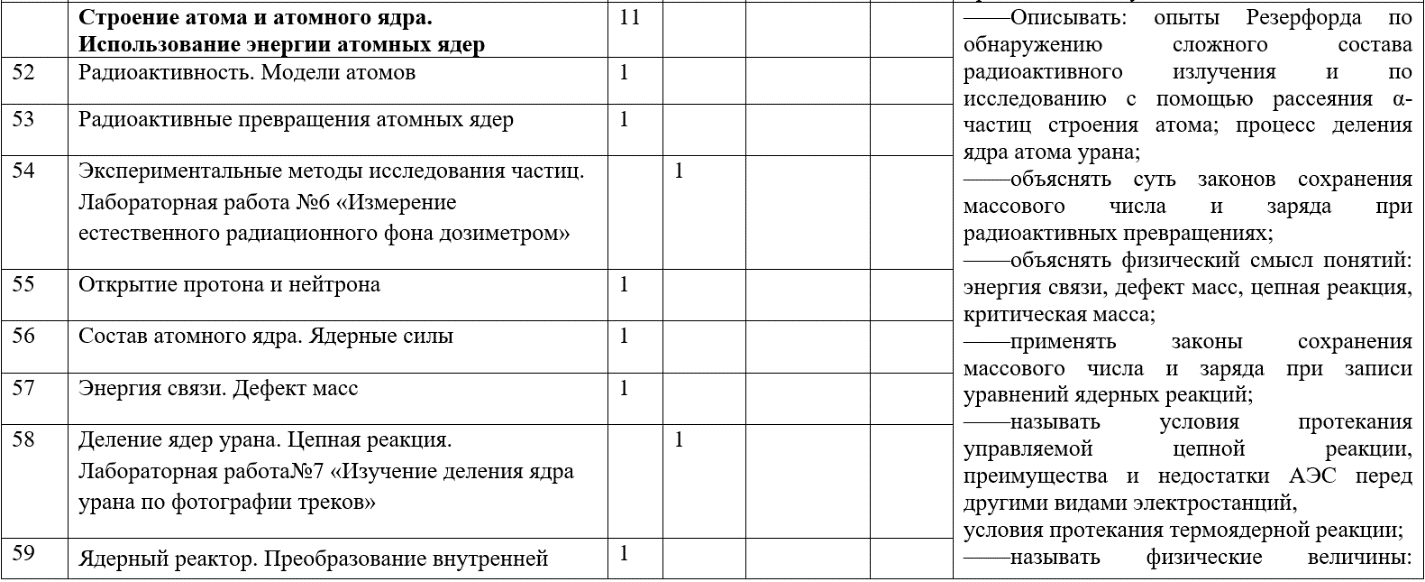 Строение атома и атомного ядра. 11
Использование энергии атомных ядер
52 Радиоактивность. Модели атомов 1
53 Радиоактивные превращения атомных ядер 1
54 Экспериментальные методы исследования частиц. 1
Лабораторная работа №6 «Измерение
естественного радиационного фона дозиметром»
55 Открытие протона и нейтрона 1
56 Состав атомного ядра. Ядерные силы 1
57 Энергия связи. Дефект масс 1
58 Деление ядер урана. Цепная реакция. 1
Лабораторная работа№7 «Изучение деления ядра
урана по фотографии треков»
59 Ядерный реактор. Преобразование внутренней 1
——Описывать: опыты Резерфорда по
обнаружению сложного состава
радиоактивного излучения и по
исследованию с помощью рассеяния α-
частиц строения атома; процесс деления
ядра атома урана;
——объяснять суть законов сохранения
массового числа и заряда при
радиоактивных превращениях;
——объяснять физический смысл понятий:
энергия связи, дефект масс, цепная реакция,
критическая масса;
——применять законы сохранения
массового числа и заряда при записи
уравнений ядерных реакций;
——называть условия протекания
управляемой цепной реакции,
преимущества и недостатки АЭС перед
другими видами электростанций,
условия протекания термоядерной реакции;
——называть физические величины: